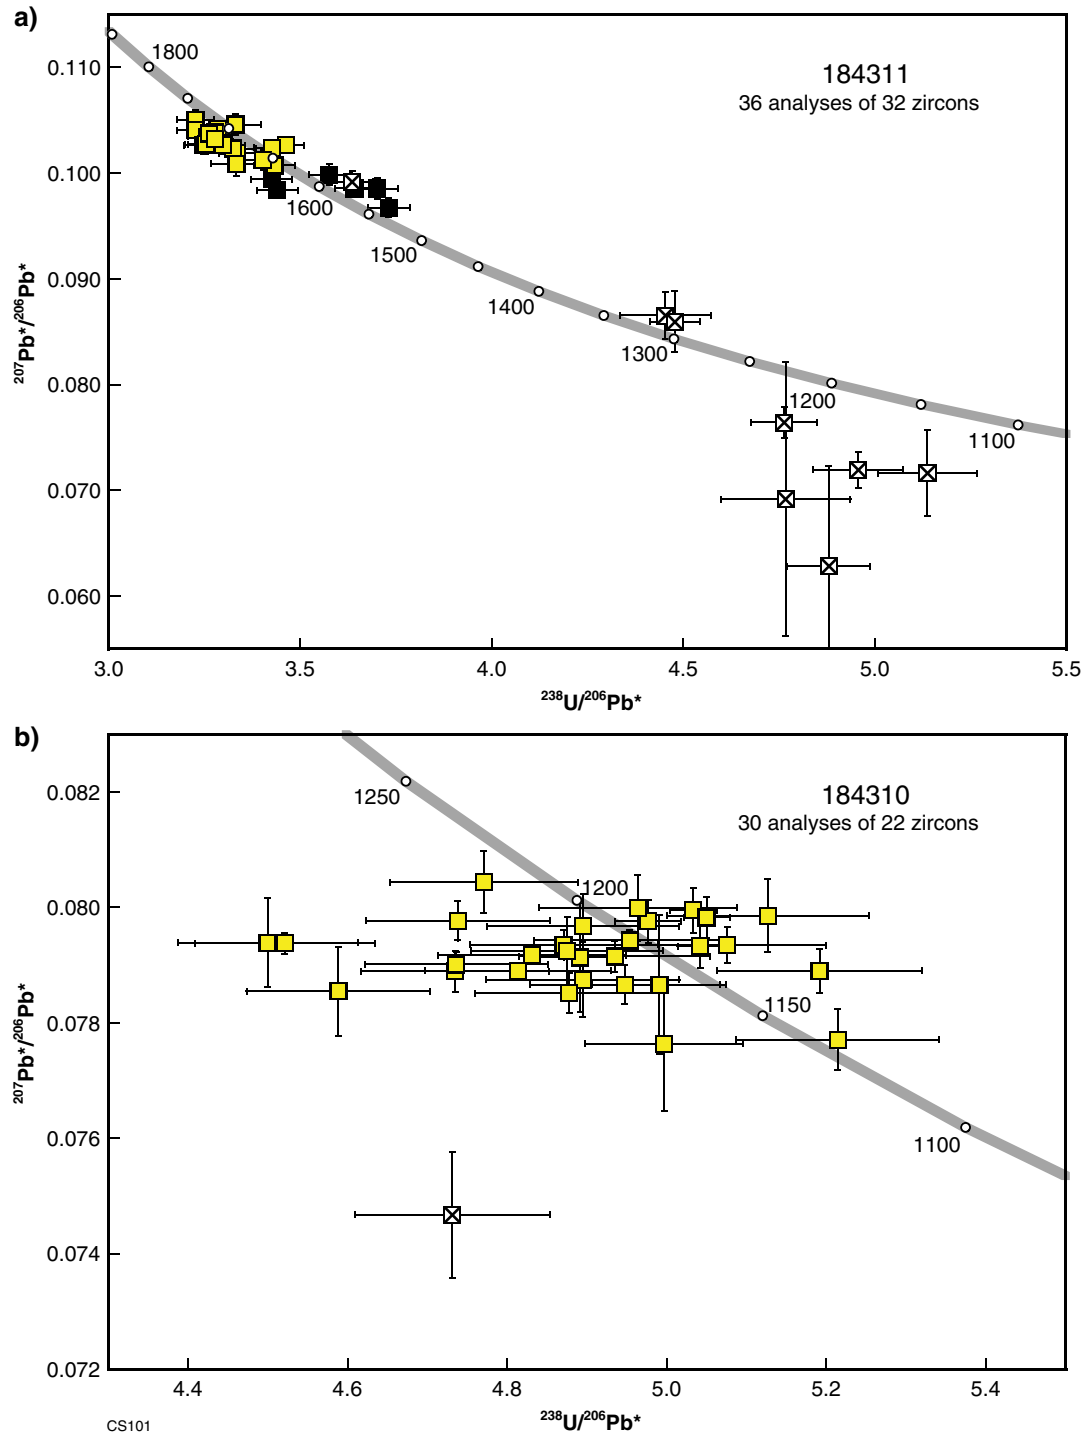 a)
184311
36 analyses of 32 zircons
1800
1600
1500
1400
1300
1200
1100
0.110
0.100
0.090
0.080
0.070
0.060
²⁰⁷Pb*/²⁰⁶Pb*
3.0 3.5 4.0 4.5 5.0 5.5
²³⁸U/²⁰⁶Pb*
b)
184310
30 analyses of 22 zircons
1250
1200
1150
1100
0.082
0.080
0.078
0.076
0.074
0.072
²⁰⁷Pb*/²⁰⁶Pb*
4.4 4.6 4.8 5.0 5.2 5.4
²³⁸U/²⁰⁶Pb*
CS101